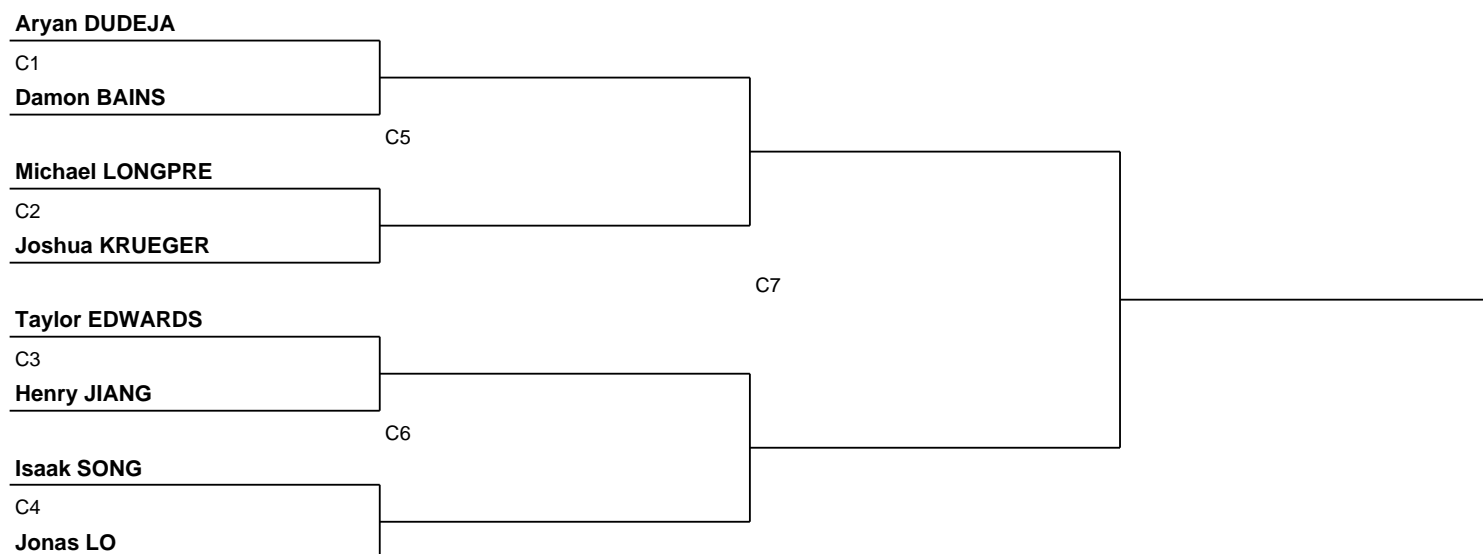 Aryan DUDEJA
C1
Damon BAINS
C5
Michael LONGPRE
C2
Joshua KRUEGER
C7
Taylor EDWARDS
C3
Henry JIANG
C6
Isaak SONG
C4
Jonas LO